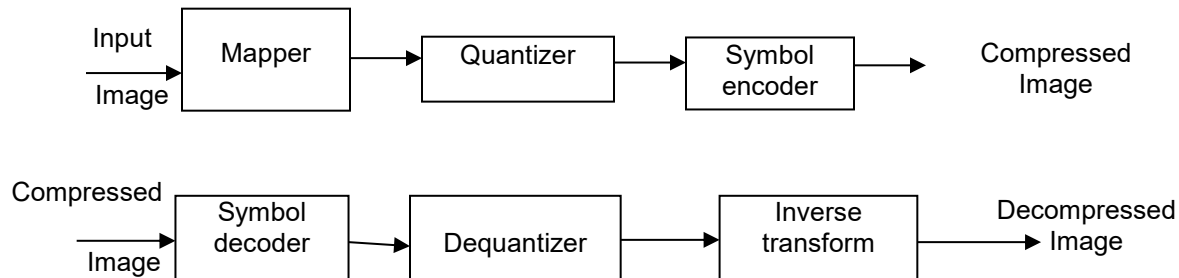 Input
Image
Mapper
Quantizer
Symbol
encoder
Compressed
Image
Compressed
Image
Symbol
decoder
Dequantizer
Inverse
transform
Decompressed
Image